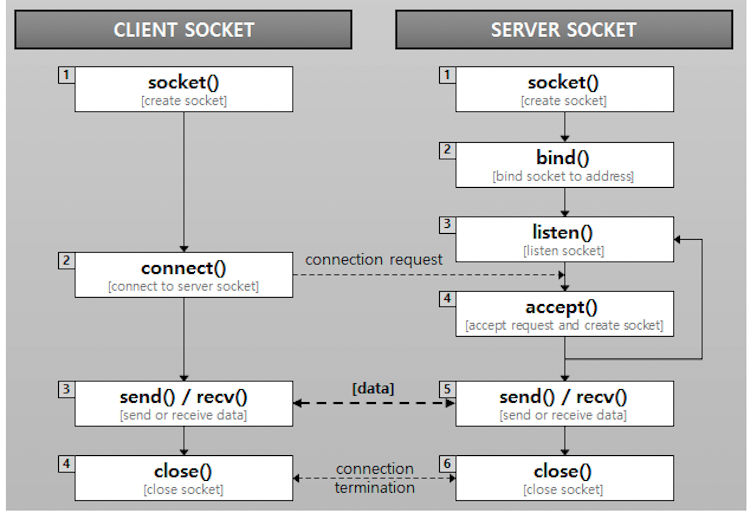 CLIENT SOCKET
SERVER SOCKET
1
socket()
[create socket]
1
socket()
[create socket]
2
bind()
[bind socket to address]
3
listen()
[listen socket]
2
connect()
[connect to server socket]
connection request
4
accept()
[accept request and create socket]
3
send() / recv()
[send or receive data]
[data]
5
send() / recv()
[send or receive data]
4
close()
[close socket]
connection
termination
6
close()
[close socket]